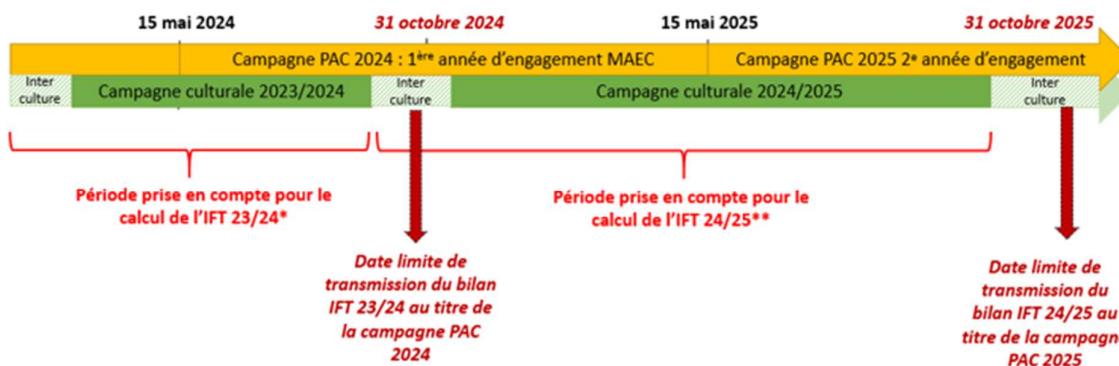 15 mai 2024
31 octobre 2024
15 mai 2025
31 octobre 2025
Campagne PAC 2024 : 1ère année d'engagement MAEC
Campagne PAC 2025 2e année d'engagement
Inter
culture
Campagne culturale 2023/2024
Inter
culture
Campagne culturale 2024/2025
Inter
culture
Période prise en compte pour le
calcul de l'IFT 23/24*
Période prise en compte pour le
calcul de l'IFT 24/25**
Date limite de
transmission du bilan
IFT 23/24 au titre de
la campagne PAC
2024
Date limite de
transmission du
bilan IFT 24/25 au
titre de la campagne
PAC 2025